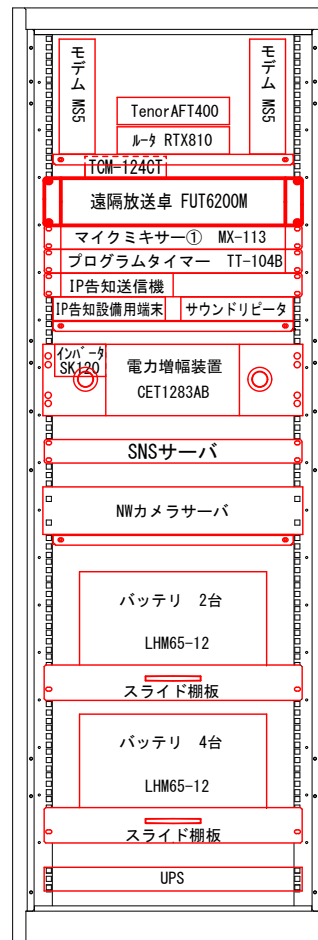 モデム MS5
モデム MS5
TenorAFT400
ルータ RTX810
TCM-124CT
遠隔放送卓 FUT6200M
マイクミキサー① MX-113
プログラムタイマー TT-104B
IP告知送信機
IP告知設備用端末 サウンドリピータ
インバータ
SK120
電力増幅装置
CET1283AB
SNSサーバ
NWカメラサーバ
バッテリ 2台
LHM65-12
スライド棚板
バッテリ 4台
LHM65-12
スライド棚板
UPS